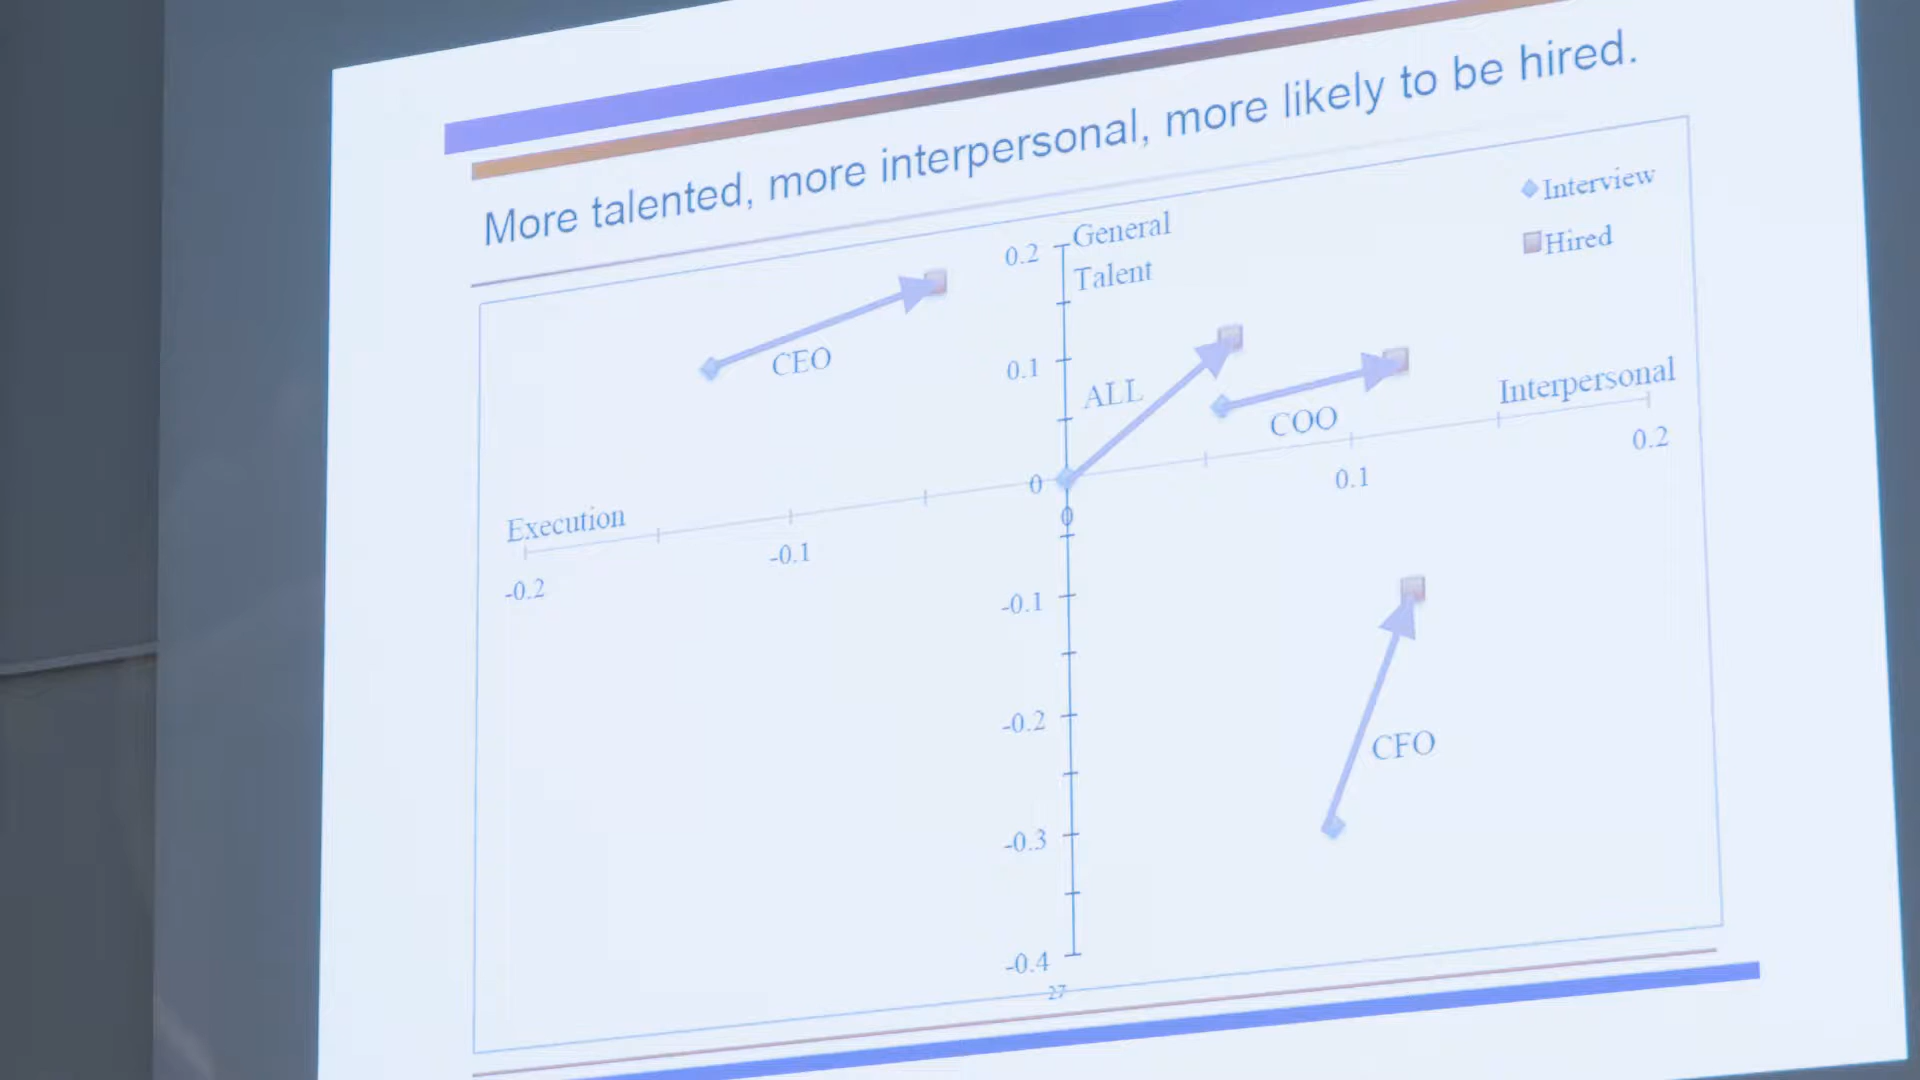 More talented, more interpersonal, more likely to be hired.
Interview
Hired
General
Talent
0.2
CEO
0.1
ALL
COO
Interpersonal
0.2
0.1
0
0
Execution
-0.1
-0.2
-0.1
-0.2
CFO
-0.3
-0.4
27